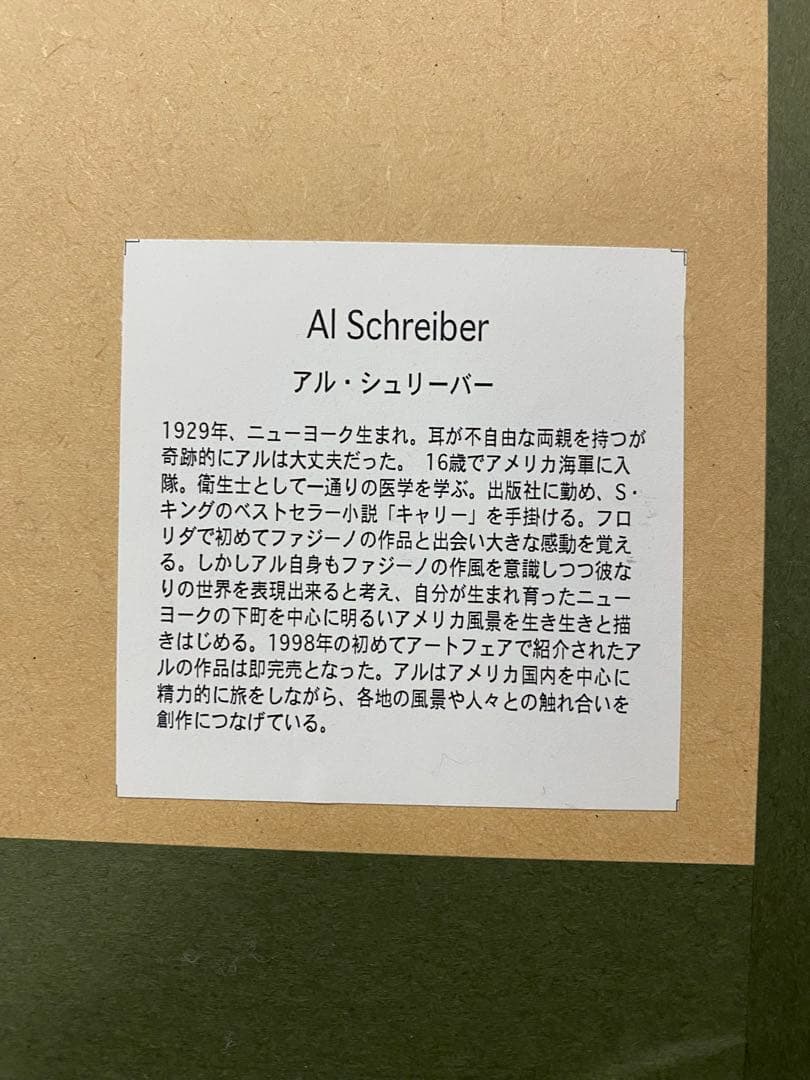 Al Schreiber
アル・シュリーバー
1929年、ニューヨーク生まれ。耳が不自由な両親を持つが
奇跡的にアルは大丈夫だった。 16歳でアメリカ海軍に入
隊。衛生士として一通りの医学を学ぶ。出版社に勤め、S・
キングのベストセラー小説「キャリー」を手掛ける。フロ
リダで初めてファジーノの作品と出会い大きな感動を覚え
る。しかしアル自身もファジーノの作風を意識しつつ彼な
りの世界を表現出来ると考え、自分が生まれ育ったニュー
ヨークの下町を中心に明るいアメリカ風景を生き生きと描
きはじめる。1998年の初めてアートフェアで紹介されたア
ルの作品は即完売となった。アルはアメリカ国内を中心に
精力的に旅をしながら、各地の風景や人々との触れ合いを
創作につなげている。